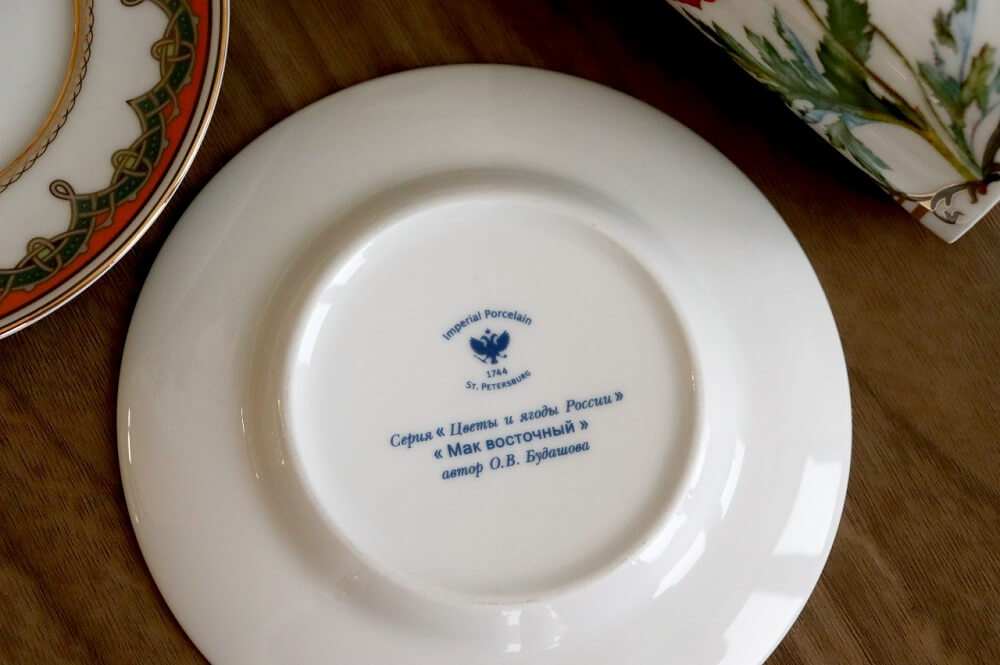 Imperial Porcelain
1744
St. Petersburg
Серия « Цветы и ягоды России »
« Мак восточный »
автор О.В. Будашова